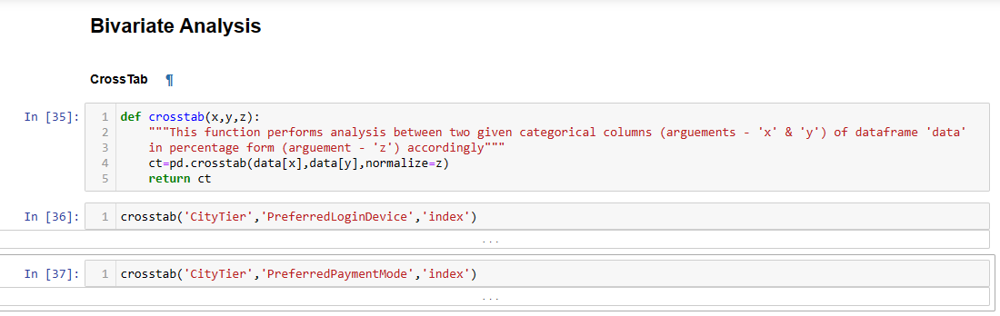 Bivariate Analysis
CrossTab ¶
In [35]: 1 def crosstab(x,y,z):
2 """This function performs analysis between two given categorical columns (arguements - 'x' & 'y') of dataframe 'data'
3 in percentage form (arguement - 'z') accordingly"""
4 ct=pd.crosstab(data[x],data[y],normalize=z)
5 return ct
In [36]: 1 crosstab('CityTier','PreferredLoginDevice','index')
...
In [37]: 1 crosstab('CityTier','PreferredPaymentMode','index')
...